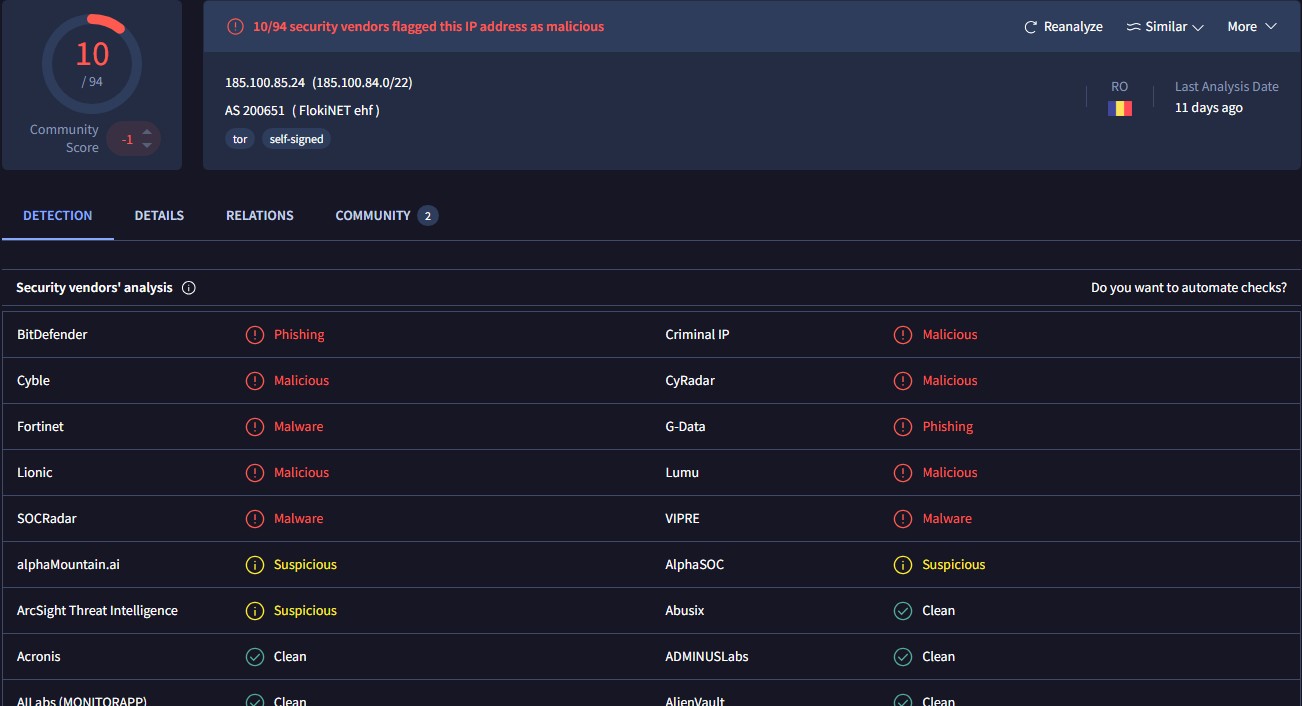 10
/ 94
Community
Score
-1
10/94 security vendors flagged this IP address as malicious
Reanalyze
Similar
More
185.100.85.24 (185.100.84.0/22)
AS 200651 ( FlokiNET ehf )
tor
self-signed
RO
Last Analysis Date
11 days ago
DETECTION
DETAILS
RELATIONS
COMMUNITY 2
Security vendors' analysis
Do you want to automate checks?
BitDefender Phishing Criminal IP Malicious
Cyble Malicious CyRadar Malicious
Fortinet Malware G-Data Phishing
Lionic Malicious Lumu Malicious
SOCRadar Malware VIPRE Malware
alphaMountain.ai Suspicious AlphaSOC Suspicious
ArcSight Threat Intelligence Suspicious Abusix Clean
Acronis Clean ADMINUSLabs Clean
AILabs (MONITORAPP) Clean AlienVault Clean